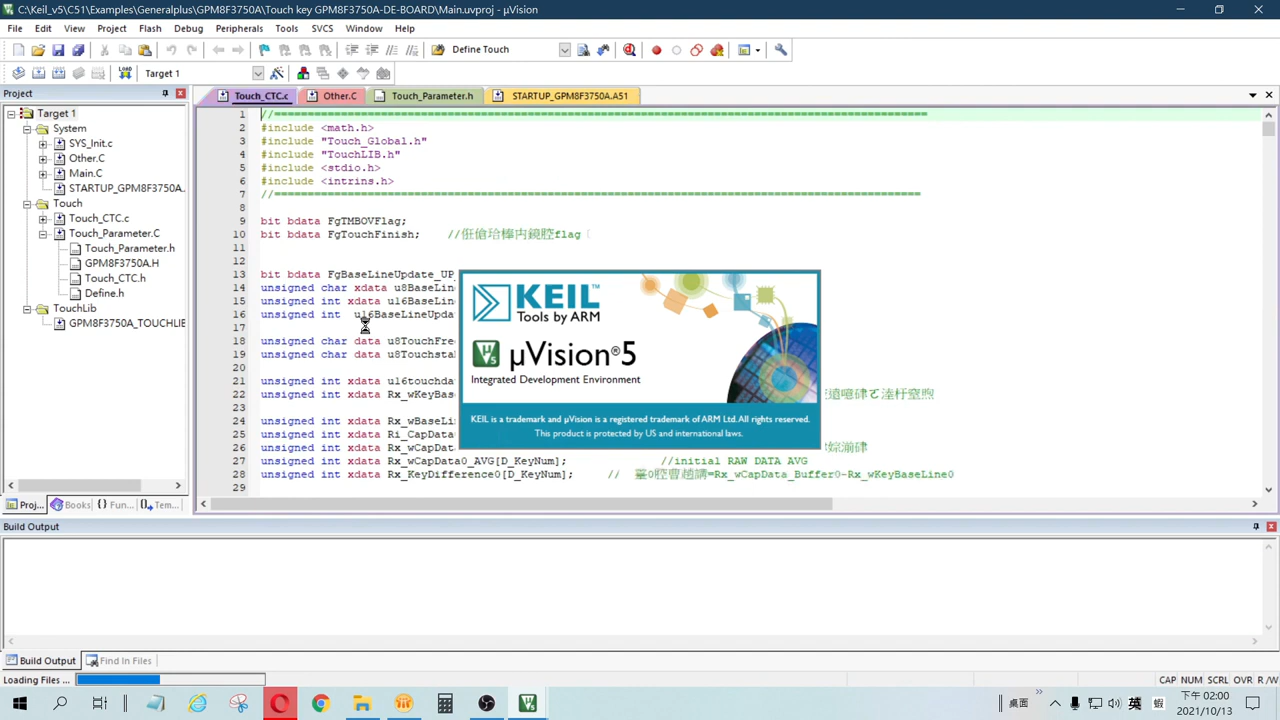 C:\Keil_v5\C51\Examples\Generalplus\GPM8F3750A\Touch key GPM8F3750A-DE-BOARD\Main.uvproj - µVision
File Edit View Project Flash Debug Peripherals Tools SVCS Window Help
Define Touch
LOAD Target 1
Project
Touch_CTC.c Other.C Touch_Parameter.h STARTUP_GPM8F3750A.A51
Target 1
System
SYS_Init.c
Other.C
Main.C
STARTUP_GPM8F3750A.
Touch
Touch_CTC.c
Touch_Parameter.C
Touch_Parameter.h
GPM8F3750A.H
Touch_CTC.h
Define.h
TouchLib
GPM8F3750A_TOUCHLIE
Proj... Books {} Fun... Tem...
1 //==================================================================================================
2 #include <math.h>
3 #include "Touch_Global.h"
4 #include "TouchLIB.h"
5 #include <stdio.h>
6 #include <intrins.h>
7 //=================================================================================================
8
9 bit bdata FgTMBOVFlag;
10 bit bdata FgTouchFinish; //flag
11
12
13 bit bdata FgBaseLineUpdate_UP
14 unsigned char xdata u8BaseLin
15 unsigned int xdata u16BaseLin
16 unsigned int u16BaseLineUpda
17
18 unsigned char data u8TouchFre
19 unsigned char data u8Touchsta
20
21 unsigned int xdata u16touchda
22 unsigned int xdata Rx_wKeyBas
23
24 unsigned int xdata Rx_wBaseLi
25 unsigned int xdata Ri_CapData
26 unsigned int xdata Rx_wCapDat
27 unsigned int xdata Rx_wCapData0_AVG[D_KeyNum]; //initial RAW DATA AVG
28 unsigned int xdata Rx_KeyDifference0[D_KeyNum]; // =Rx_wCapData_Buffer0-Rx_wKeyBaseLine0
29
KEIL™
Tools by ARM
µVision®5
Integrated Development Environment
KEIL is a trademark and µVision is a registered trademark of ARM Ltd. All rights reserved.
This product is protected by US and international laws.
Build Output
Build Output Find In Files
Loading Files ... CAP NUM SCRL OVR R/W
桌面 英 下午 02:00
2021/10/13